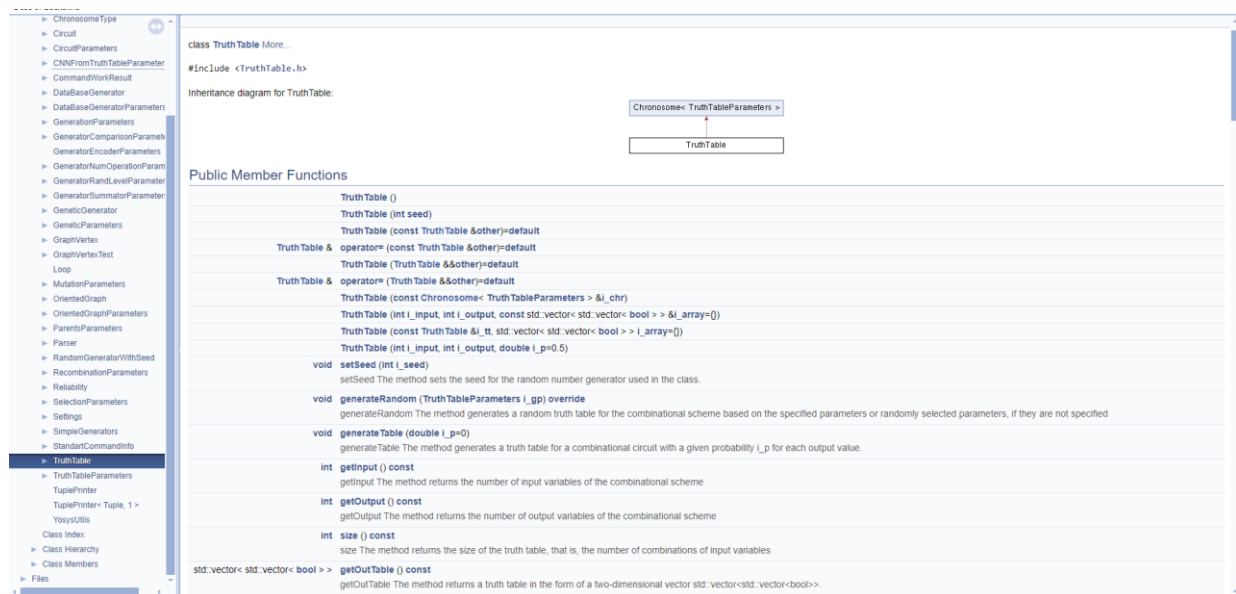 ChronosomeType
Circuit
CircuitParameters
CNNFromTruthTableParameter
CommandWorkResult
DataBaseGenerator
DataBaseGeneratorParameters
GenerationParameters
GeneratorComparisonParamete
GeneratorEncoderParameters
GeneratorNumOperationParam
GeneratorRandLevelParameter
GeneratorSummatorParameter
GeneticGenerator
GeneticParameters
GraphVertex
GraphVertexTest
Loop
MutationParameters
OrientedGraph
OrientedGraphParameters
ParentsParameters
Parser
RandomGeneratorWithSeed
RecombinationParameters
Reliability
SelectionParameters
Settings
SimpleGenerators
StandartCommandInfo
TruthTable
TruthTableParameters
TuplePrinter
TuplePrinter< Tuple, 1 >
YosysUtils
Class Index
Class Hierarchy
Class Members
Files
class TruthTable More...
#include <TruthTable.h>
Inheritance diagram for TruthTable:
Chronosome< TruthTableParameters >
TruthTable
Public Member Functions
TruthTable ()
TruthTable (int seed)
TruthTable (const TruthTable &other)=default
TruthTable & operator= (const TruthTable &other)=default
TruthTable (TruthTable &&other)=default
TruthTable & operator= (TruthTable &&other)=default
TruthTable (const Chronosome< TruthTableParameters > &i_chr)
TruthTable (int i_input, int i_output, const std::vector< std::vector< bool > > &i_array={})
TruthTable (const TruthTable &i_tt, std::vector< std::vector< bool > > i_array={})
TruthTable (int i_input, int i_output, double i_p=0.5)
void setSeed (int i_seed)
setSeed The method sets the seed for the random number generator used in the class.
void generateRandom (TruthTableParameters i_gp) override
generateRandom The method generates a random truth table for the combinational scheme based on the specified parameters or randomly selected parameters, if they are not specified
void generateTable (double i_p=0)
generateTable The method generates a truth table for a combinational circuit with a given probability i_p for each output value.
int getInput () const
getInput The method returns the number of input variables of the combinational scheme
int getOutput () const
getOutput The method returns the number of output variables of the combinational scheme
int size () const
size The method returns the size of the truth table, that is, the number of combinations of input variables
std::vector< std::vector< bool > > getOutTable () const
getOutTable The method returns a truth table in the form of a two-dimensional vector std::vector<std::vector<bool>>.